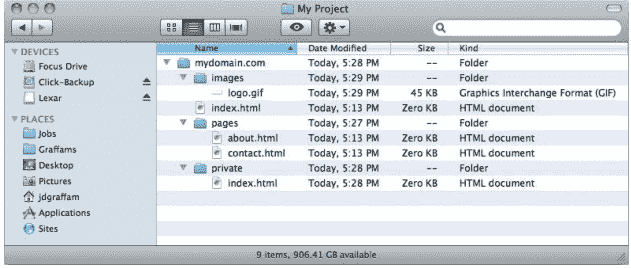 My Project
Name Date Modified Size Kind
DEVICES
Focus Drive
Click-Backup
Lexar
PLACES
Jobs
Graffams
Desktop
Pictures
jdgraffam
Applications
Sites
mydomain.com Today, 5:28 PM -- Folder
images Today, 5:29 PM -- Folder
logo.gif Today, 5:29 PM 45 KB Graphics Interchange Format (GIF)
index.html Today, 5:13 PM Zero KB HTML document
pages Today, 5:27 PM -- Folder
about.html Today, 5:13 PM Zero KB HTML document
contact.html Today, 5:13 PM Zero KB HTML document
private Today, 5:28 PM -- Folder
index.html Today, 5:28 PM Zero KB HTML document
9 items, 906.41 GB available